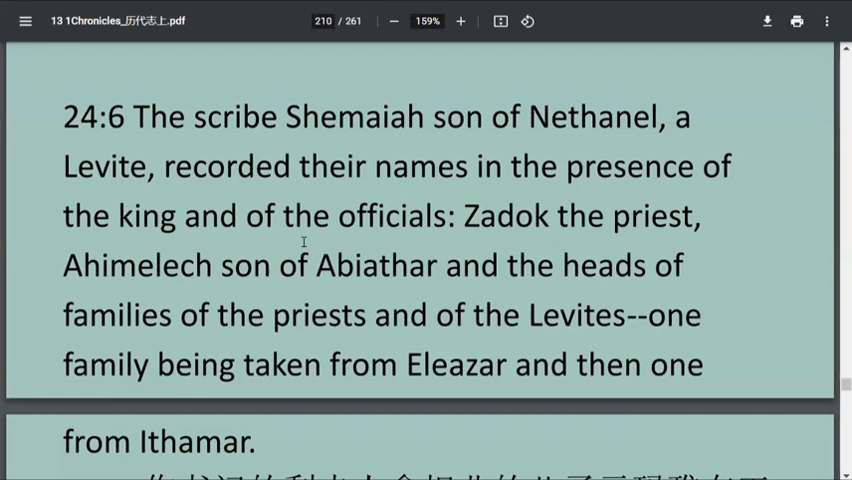 13 1Chronicles_历代志上.pdf
210 / 261
159%
24:6 The scribe Shemaiah son of Nethanel, a
Levite, recorded their names in the presence of
the king and of the officials: Zadok the priest,
Ahimelech son of Abiathar and the heads of
families of the priests and of the Levites--one
family being taken from Eleazar and then one
from Ithamar.